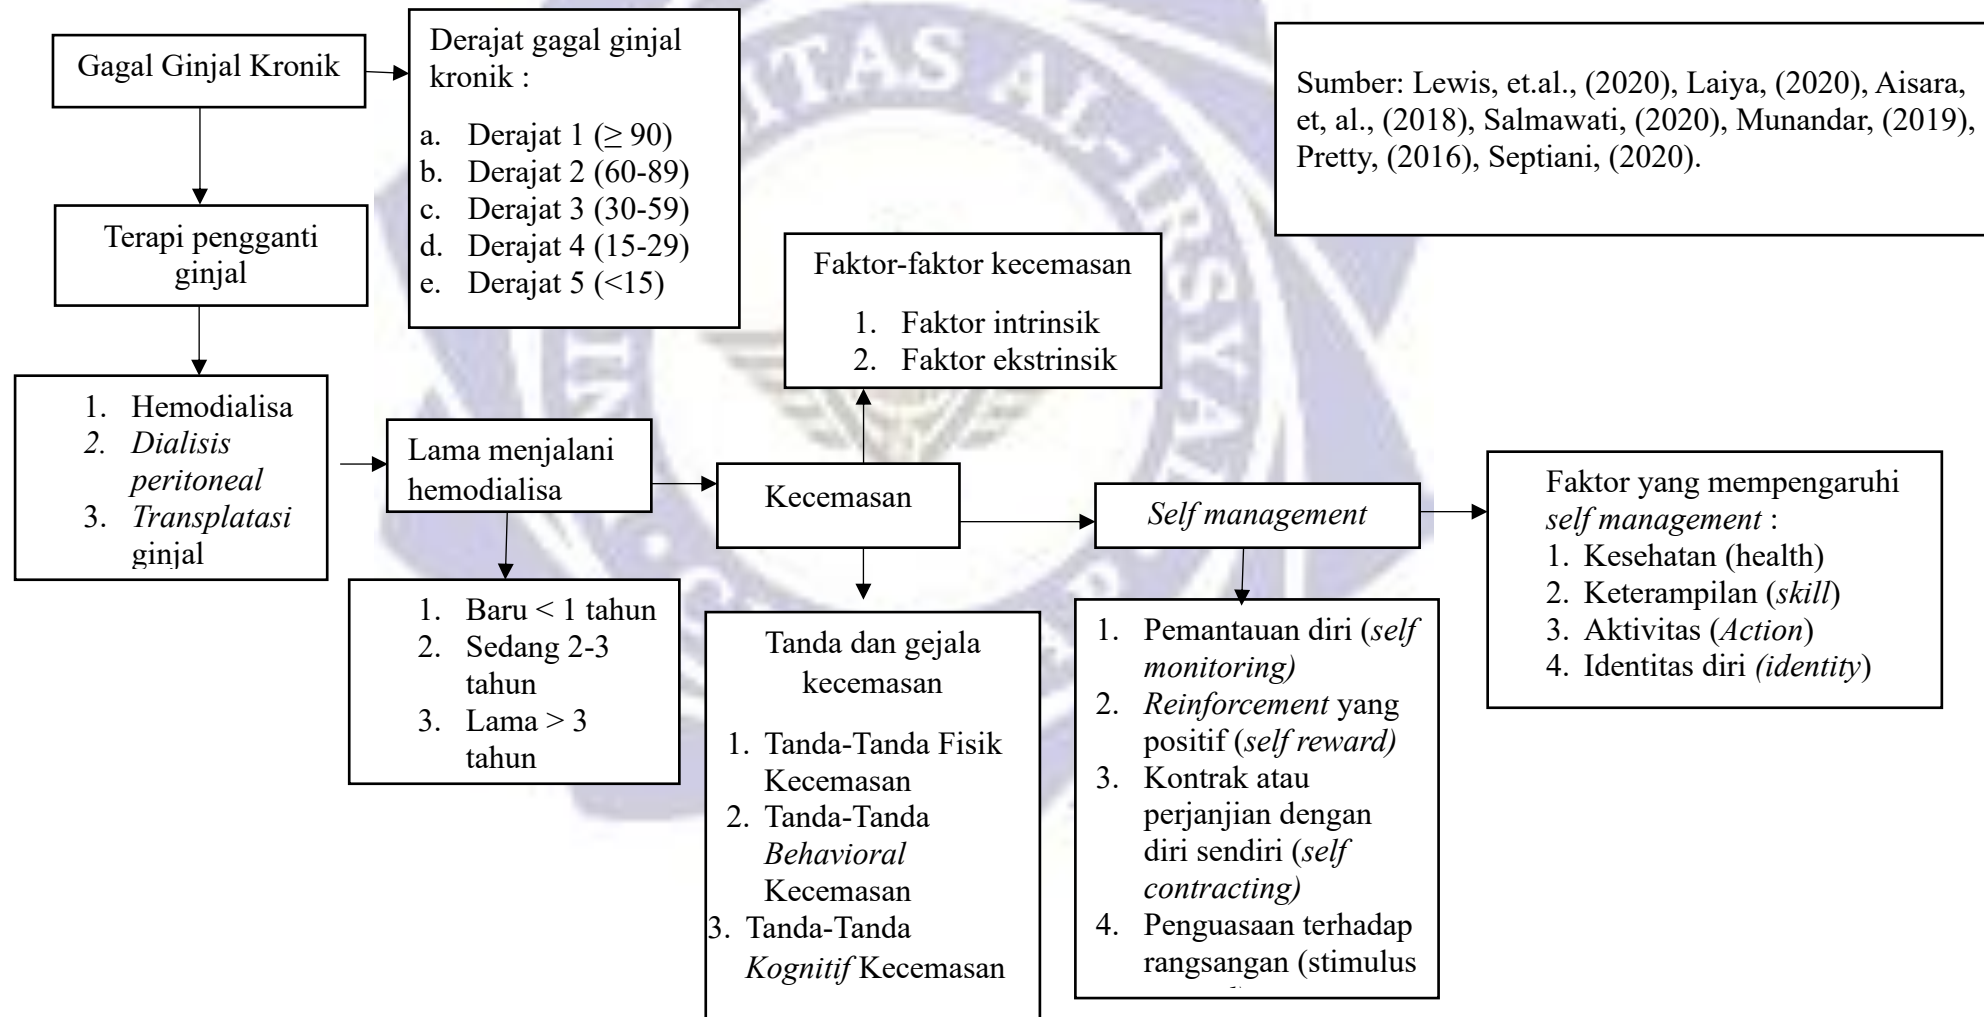 Gagal Ginjal Kronik
Derajat gagal ginjal
kronik :
a. Derajat 1 (≥ 90)
b. Derajat 2 (60-89)
c. Derajat 3 (30-59)
d. Derajat 4 (15-29)
e. Derajat 5 (<15)
Sumber: Lewis, et.al., (2020), Laiya, (2020), Aisara,
et, al., (2018), Salmawati, (2020), Munandar, (2019),
Pretty, (2016), Septiani, (2020).
Terapi pengganti
ginjal
Faktor-faktor kecemasan
1. Faktor intrinsik
2. Faktor ekstrinsik
1. Hemodialisa
2. Dialisis
peritoneal
3. Transplatasi
ginjal
Lama menjalani
hemodialisa
Kecemasan
Self management
Faktor yang mempengaruhi
self management :
1. Kesehatan (health)
2. Keterampilan (skill)
3. Aktivitas (Action)
4. Identitas diri (identity)
1. Baru < 1 tahun
2. Sedang 2-3
tahun
3. Lama > 3
tahun
Tanda dan gejala
kecemasan
1. Tanda-Tanda Fisik
Kecemasan
2. Tanda-Tanda
Behavioral
Kecemasan
3. Tanda-Tanda
Kognitif Kecemasan
1. Pemantauan diri (self
monitoring)
2. Reinforcement yang
positif (self reward)
3. Kontrak atau
perjanjian dengan
diri sendiri (self
contracting)
4. Penguasaan terhadap
rangsangan (stimulus
ITAS AL-IRSYA